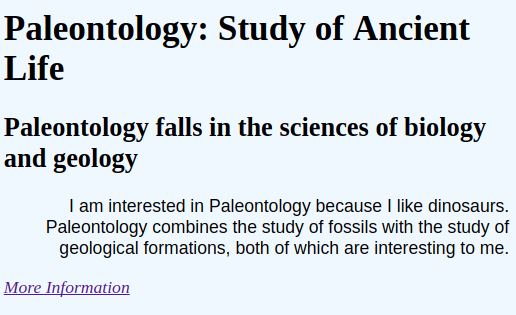 Paleontology: Study of Ancient
Life
Paleontology falls in the sciences of biology
and geology
I am interested in Paleontology because I like dinosaurs.
Paleontology combines the study of fossils with the study of
geological formations, both of which are interesting to me.
More Information